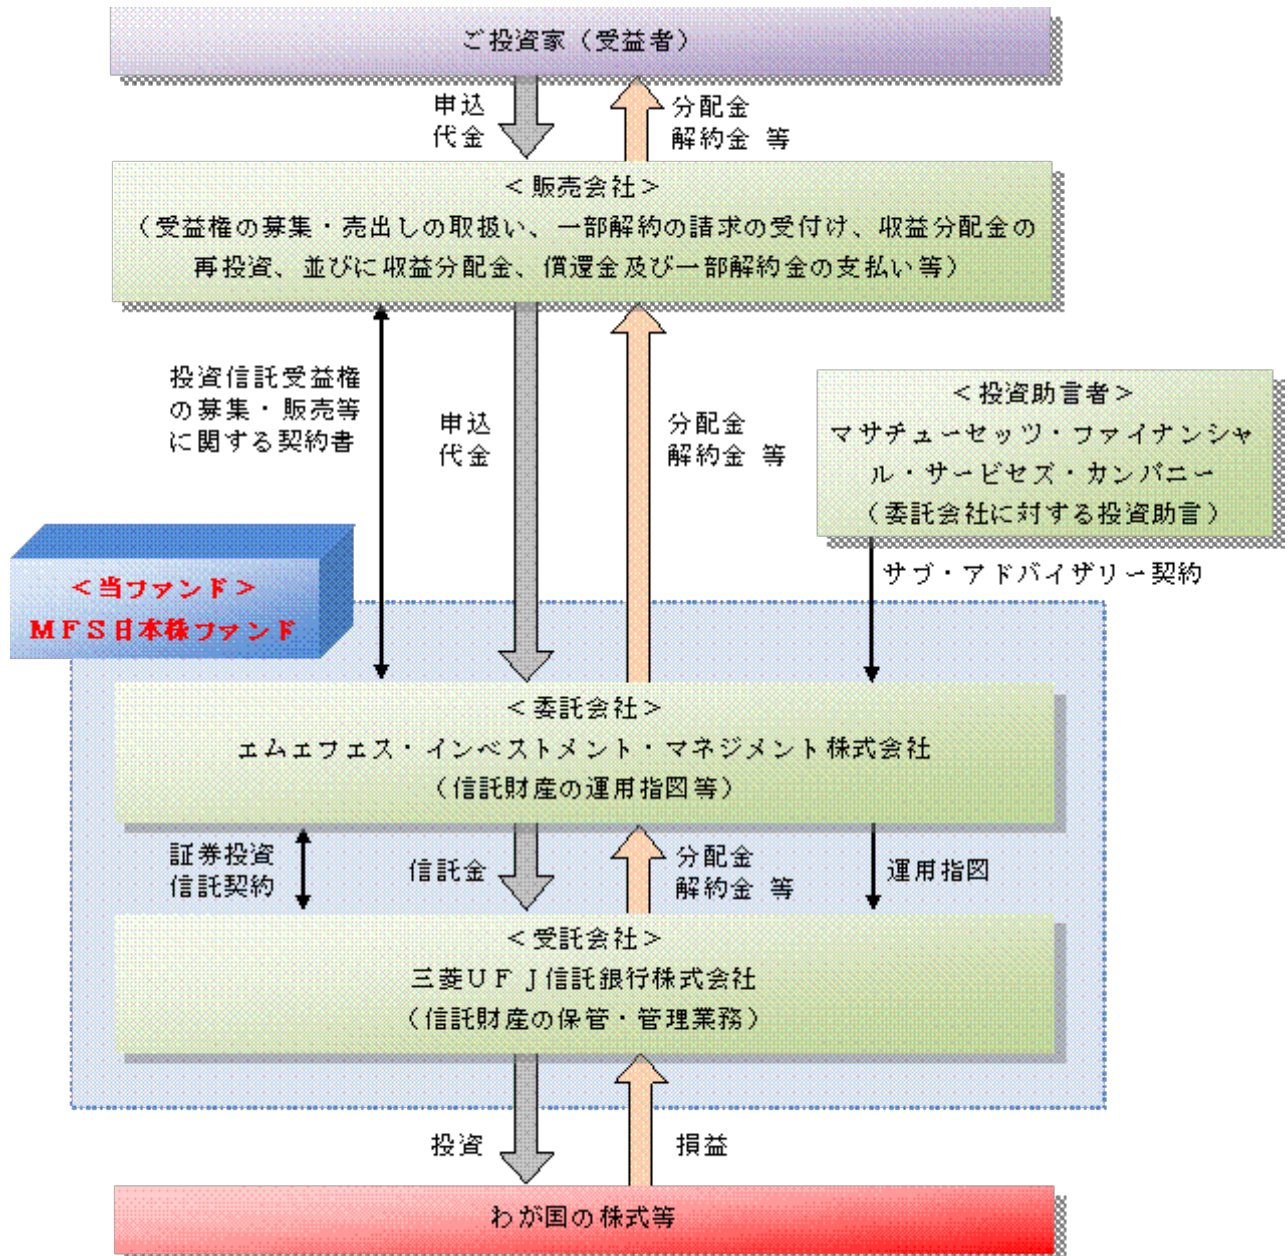 ご投資家（受益者）
申込
代金
分配金
解約金 等
＜販売会社＞
（受益権の募集・売出しの取扱い、一部解約の請求の受付け、収益分配金の
再投資、並びに収益分配金、償還金及び一部解約金の支払い等）
投資信託受益権
の募集・販売等
に関する契約書
申込
代金
分配金
解約金 等
＜投資助言者＞
マサチューセッツ・ファイナンシャ
ル・サービセズ・カンパニー
（委託会社に対する投資助言）
サブ・アドバイザリー契約
＜当ファンド＞
ＭＦＳ日本株ファンド
＜委託会社＞
エムエフエス・インベストメント・マネジメント株式会社
（信託財産の運用指図等）
証券投資
信託契約
信託金
分配金
解約金 等
運用指図
＜受託会社＞
三菱ＵＦＪ信託銀行株式会社
（信託財産の保管・管理業務）
投資
損益
わが国の株式等